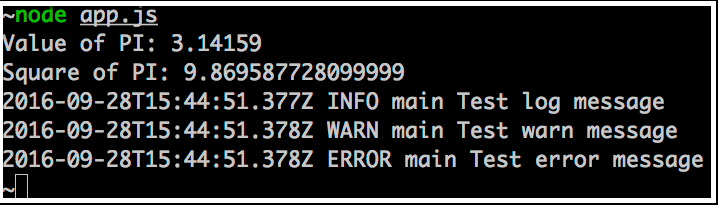 ~node app.js
Value of PI: 3.14159
Square of PI: 9.869587728099999
2016-09-28T15:44:51.377Z INFO main Test log message
2016-09-28T15:44:51.378Z WARN main Test warn message
2016-09-28T15:44:51.378Z ERROR main Test error message
~